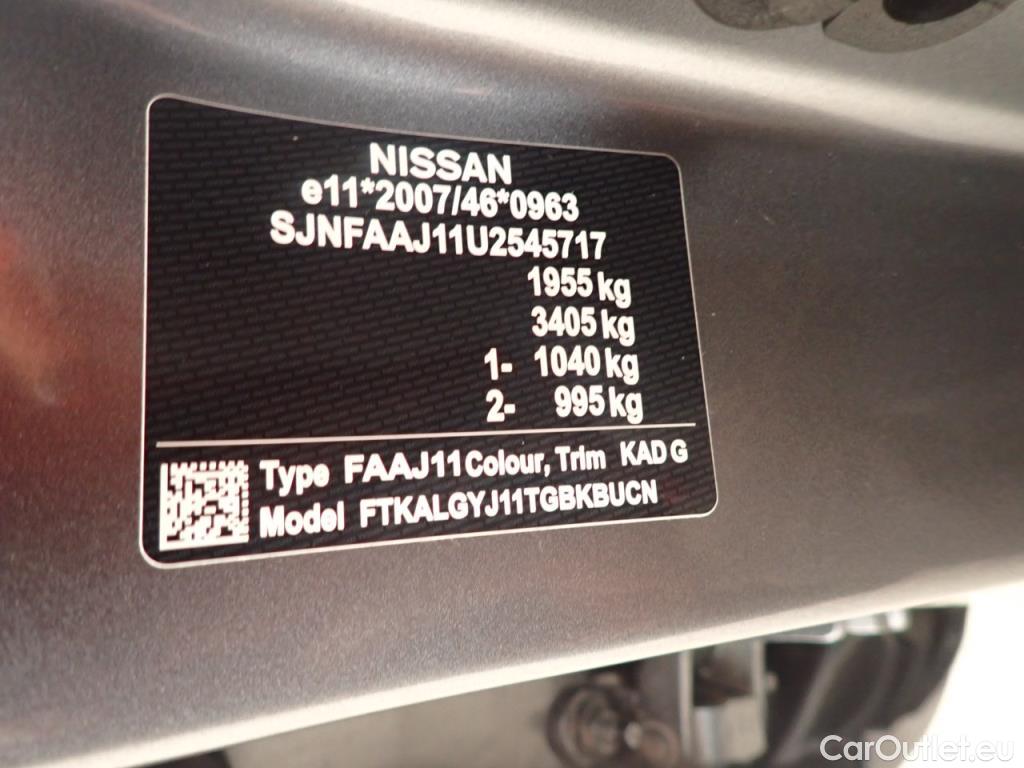 NISSAN
e11*2007/46*0963
SJNFAAJ11U2545717
1955 kg
3405 kg
1- 1040 kg
2- 995 kg
Type FAAJ11 Colour, Trim KAD G
Model FTKALGYJ11TGBKBUCN
CarOutlet.eu